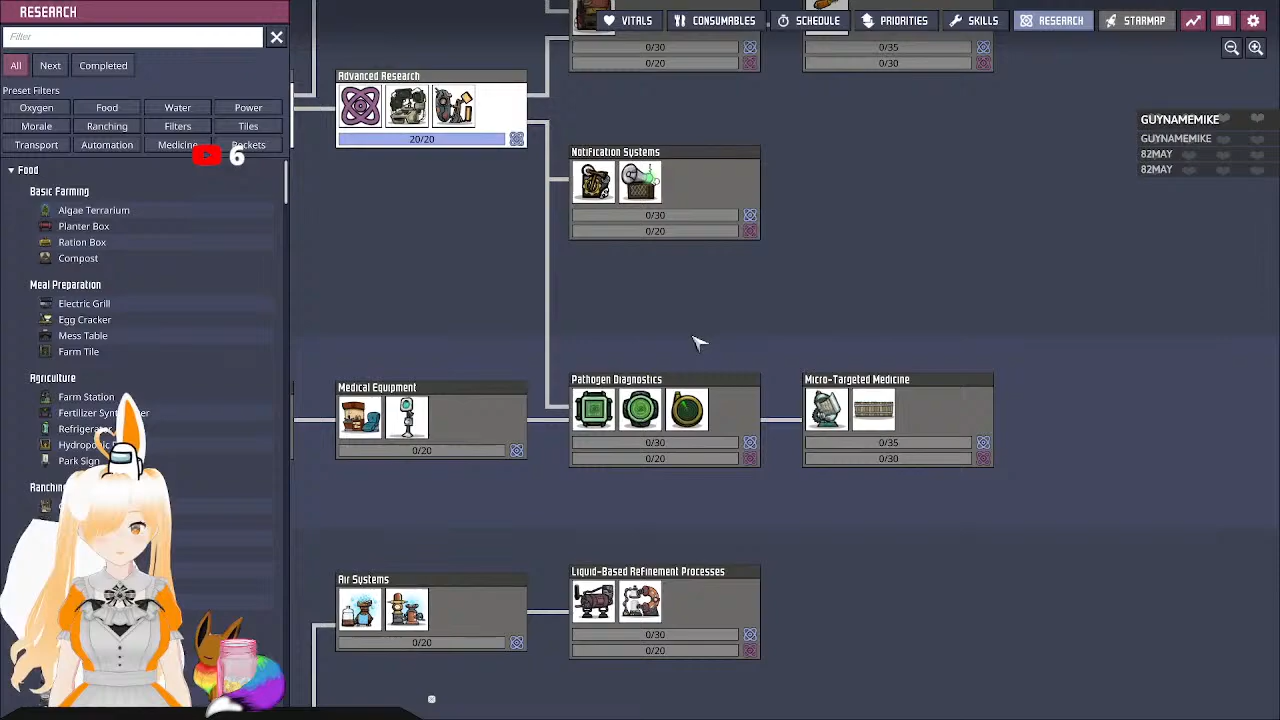 RESEARCH
Filter
All
Next
Completed
Preset Filters
Oxygen
Food
Water
Power
Morale
Ranching
Filters
Tiles
Transport
Automation
Medicine
Rockets
6
Food
Basic Farming
Algae Terrarium
Planter Box
Ration Box
Compost
Meal Preparation
Electric Grill
Egg Cracker
Mess Table
Farm Tile
Agriculture
Farm Station
Fertilizer
Park Sign
VITALS
CONSUMABLES
SCHEDULE
PRIORITIES
SKILLS
RESEARCH
STARMAP
0/30
0/20
0/35
0/30
Advanced Research
20/20
Notification Systems
0/30
0/20
Medical Equipment
0/20
Pathogen Diagnostics
0/30
0/20
Micro-Targeted Medicine
0/35
0/30
Air Systems
0/20
Liquid-Based Refinement Processes
0/30
0/20
GUYNAMEMIKE
GUYNAMEMIKE
82MAY
82MAY